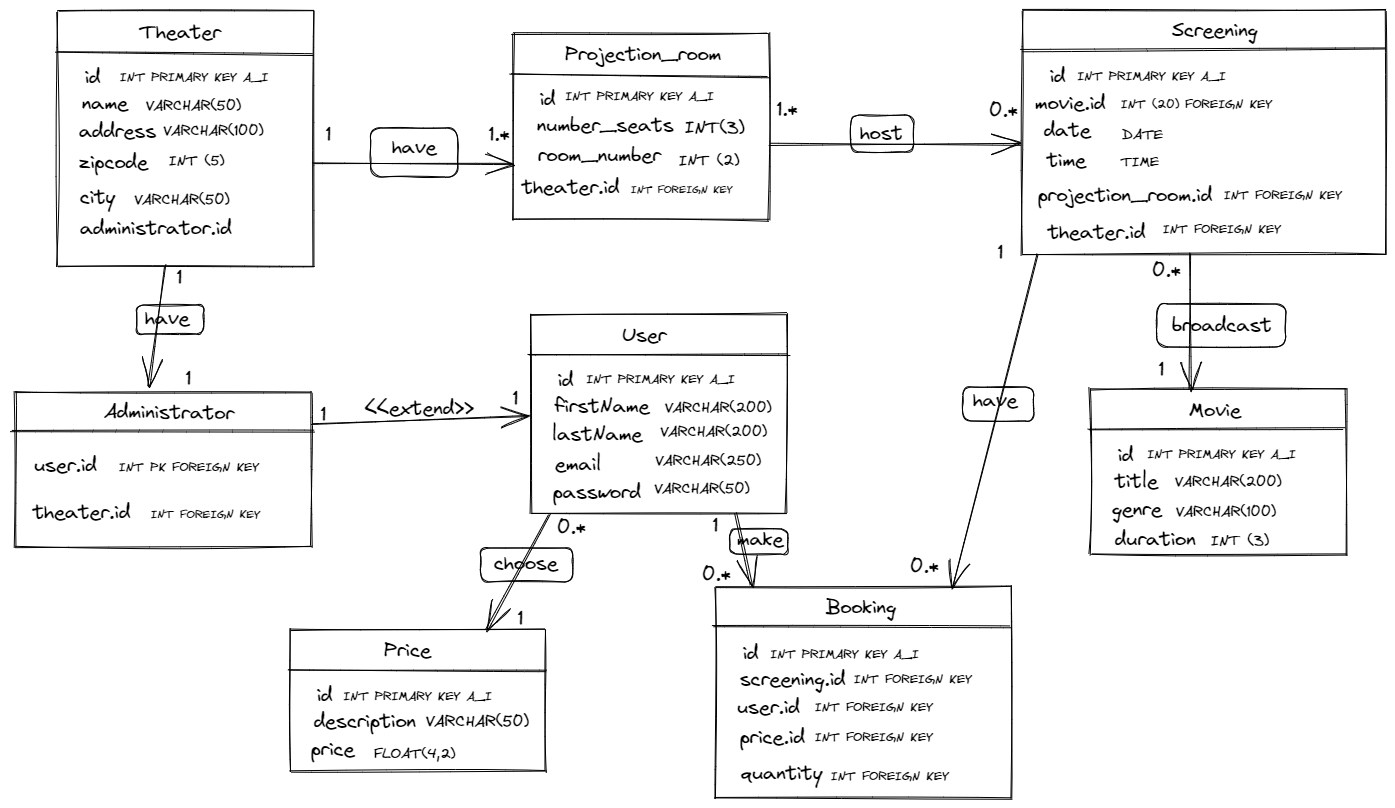 Theater
id INT PRIMARY KEY A_I
name VARCHAR(50)
address VARCHAR(100)
zipcode INT (5)
city VARCHAR(50)
administrator.id
1
have
1.*
Projection_room
id INT PRIMARY KEY A_I
number_seats INT(3)
room_number INT (2)
theater.id INT FOREIGN KEY
1.*
host
0.*
Screening
id INT PRIMARY KEY A_I
movie.id INT (20) FOREIGN KEY
date DATE
time TIME
projection_room.id INT FOREIGN KEY
theater.id INT FOREIGN KEY
1
have
1
Administrator
user.id INT PK FOREIGN KEY
theater.id INT FOREIGN KEY
1
<<extend>>
1
User
id INT PRIMARY KEY A_I
firstName VARCHAR(200)
lastName VARCHAR(200)
email VARCHAR(250)
password VARCHAR(50)
1
have
0.*
0.*
broadcast
1
Movie
id INT PRIMARY KEY A_I
title VARCHAR(200)
genre VARCHAR(100)
duration INT (3)
0.*
choose
1
1
make
0.*
Price
id INT PRIMARY KEY A_I
description VARCHAR(50)
price FLOAT(4,2)
Booking
id INT PRIMARY KEY A_I
screening.id INT FOREIGN KEY
user.id INT FOREIGN KEY
price.id INT FOREIGN KEY
quantity INT FOREIGN KEY